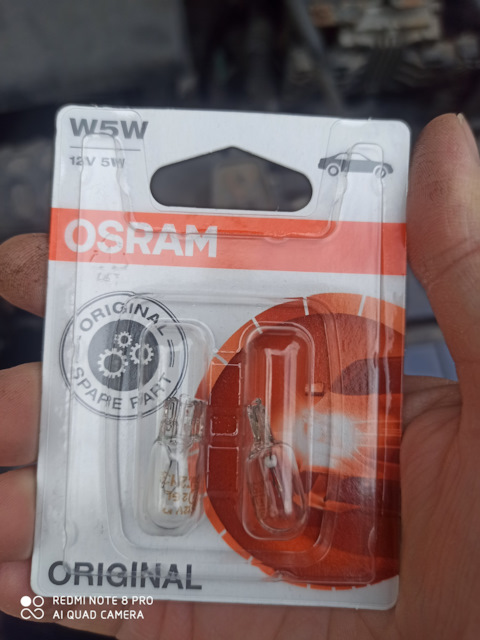 W5W
12V 5W
OSRAM
ORIGINAL
SPARE PART
ORIGINAL
REDMI NOTE 8 PRO
AI QUAD CAMERA